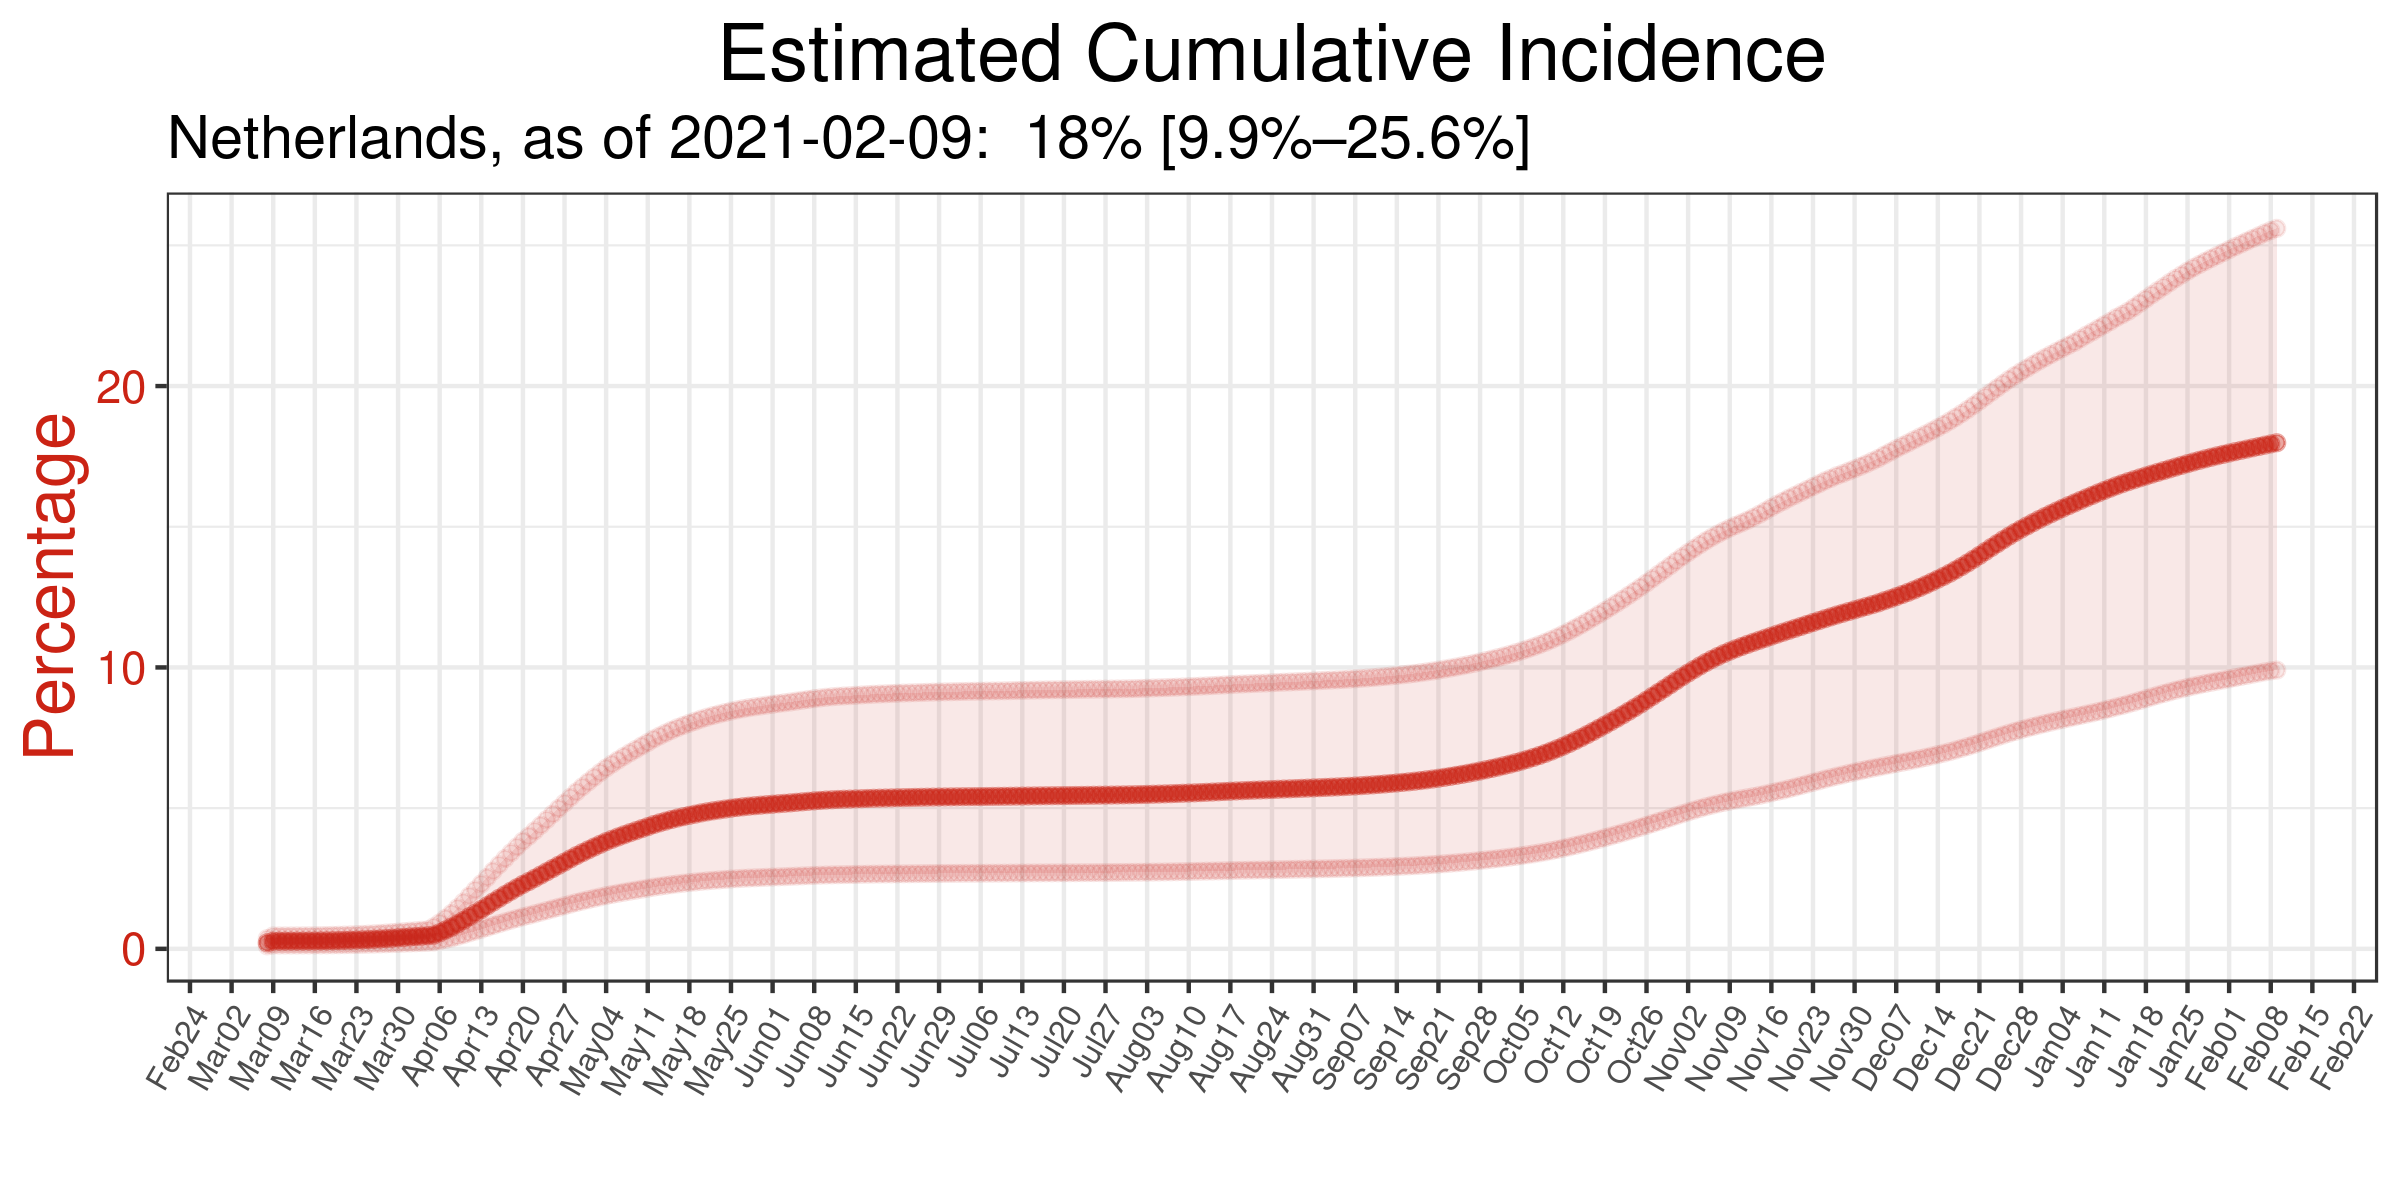 Estimated Cumulative Incidence
Netherlands, as of 2021-02-09:  18% [9.9%–25.6%]
Percentage
20
10
0
Feb24
Mar02
Mar09
Mar16
Mar23
Mar30
Apr06
Apr13
Apr20
Apr27
May04
May11
May18
May25
Jun01
Jun08
Jun15
Jun22
Jun29
Jul06
Jul13
Jul20
Jul27
Aug03
Aug10
Aug17
Aug24
Aug31
Sep07
Sep14
Sep21
Sep28
Oct05
Oct12
Oct19
Oct26
Nov02
Nov09
Nov16
Nov23
Nov30
Dec07
Dec14
Dec21
Dec28
Jan04
Jan11
Jan18
Jan25
Feb01
Feb08
Feb15
Feb22